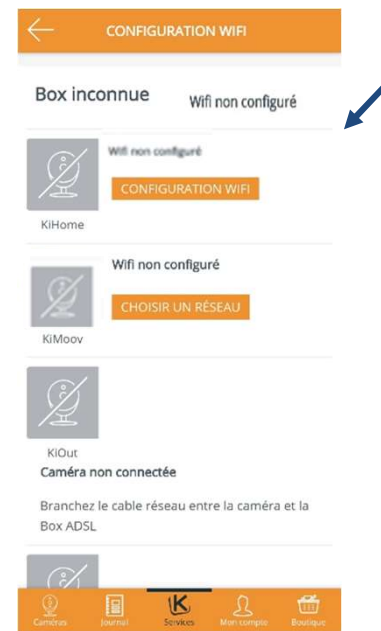 CONFIGURATION WIFI
Box inconnue
Wifi non configuré
Wifi non configuré
CONFIGURATION WIFI
KiHome
Wifi non configuré
CHOISIR UN RÉSEAU
KiMoov
KiOut
Caméra non connectée
Branchez le cable réseau entre la caméra et la
Box ADSL
Caméras Journal K Services Mon compte Boutique